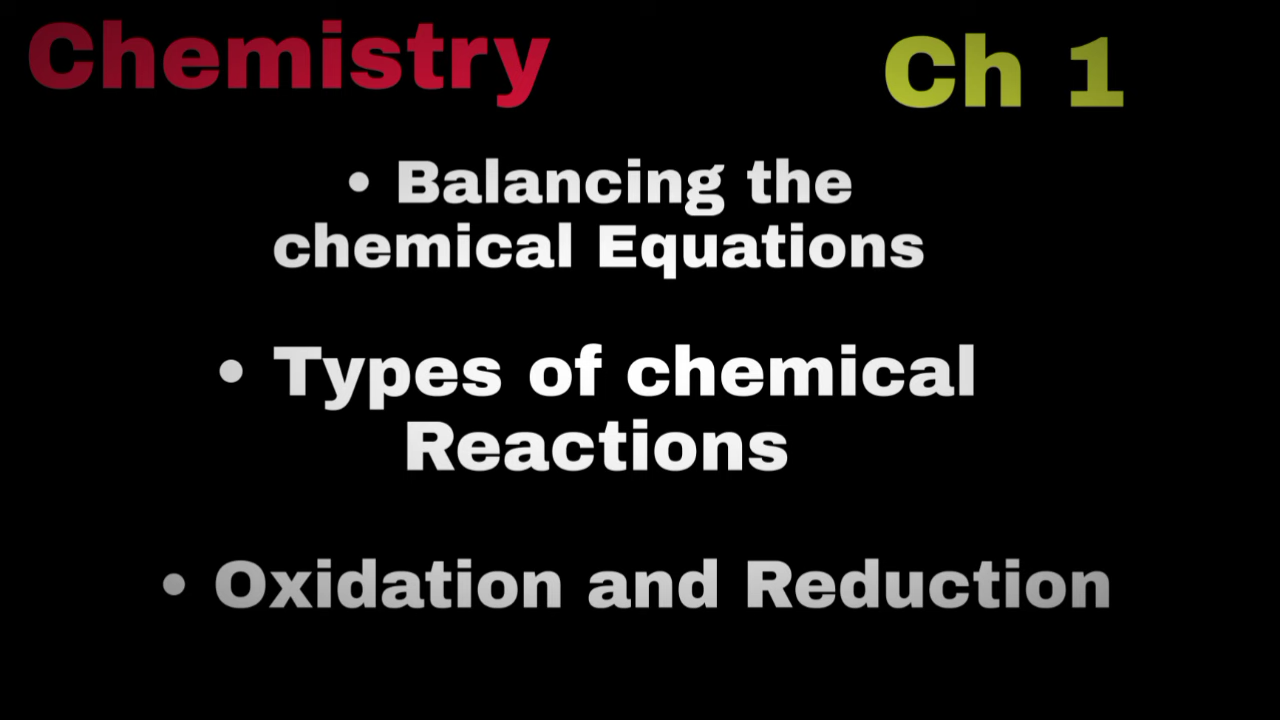 Chemistry
Ch 1
• Balancing the
chemical Equations
• Types of chemical
Reactions
• Oxidation and Reduction